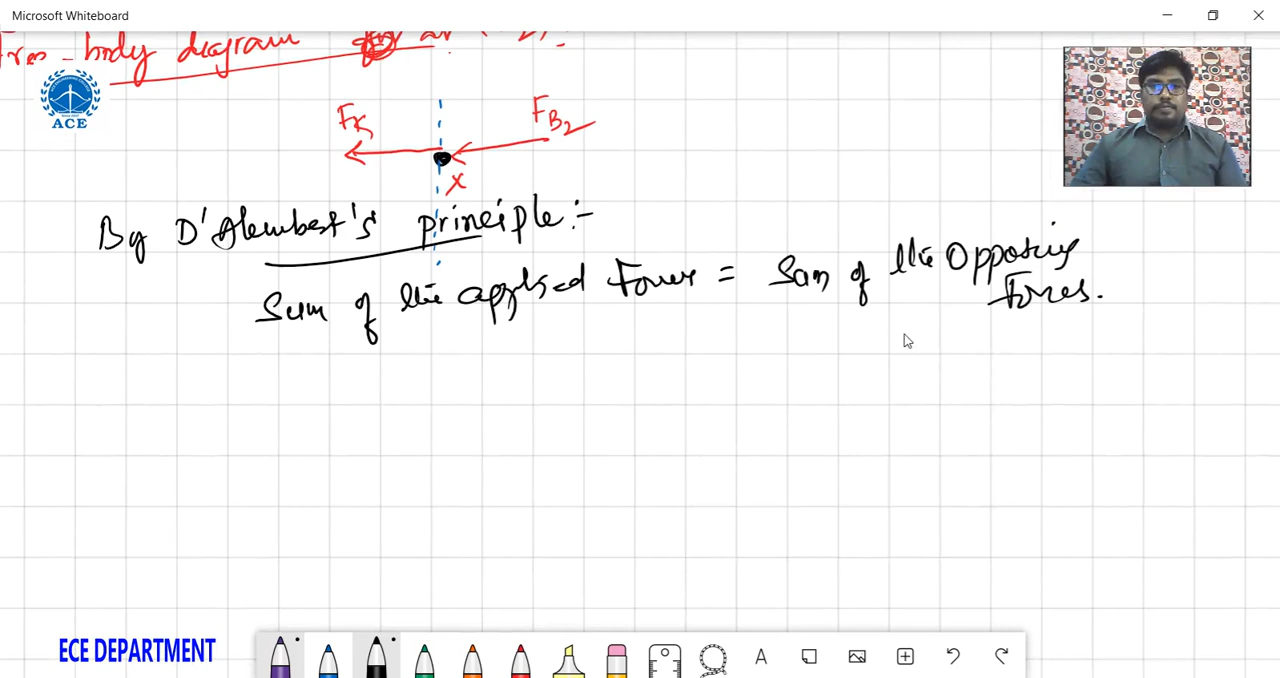 Microsoft Whiteboard
Free-body diagram
ACE
FK
FB2
x
By D'Alembert's principle:-
Sum of the applied Forces = Sum of the Opposing
Forces.
ECE DEPARTMENT
A